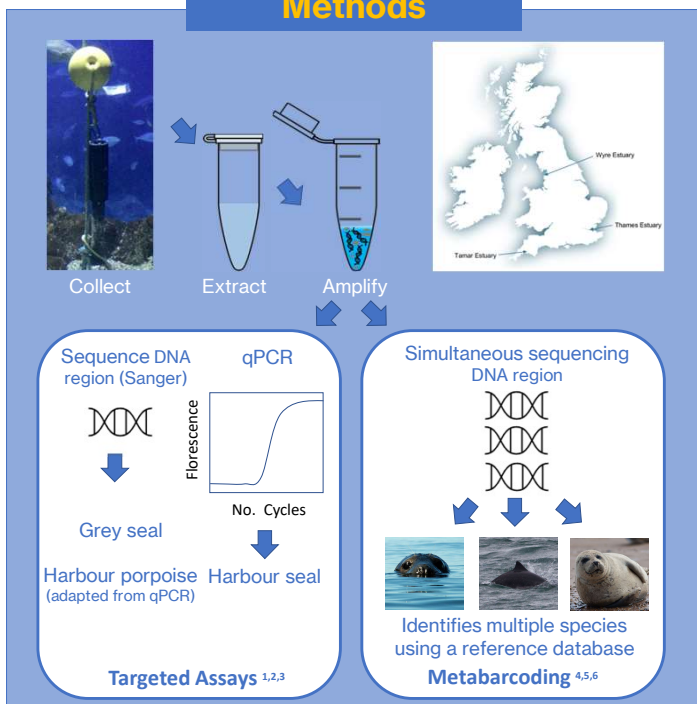 Methods
Collect
Extract
Amplify
Wyre Estuary
Thames Estuary
Tamar Estuary
Sequence DNA
region (Sanger)
Grey seal
Harbour porpoise
(adapted from qPCR)
qPCR
Florescence
No. Cycles
Harbour seal
Targeted Assays 1,2,3
Simultaneous sequencing
DNA region
Identifies multiple species
using a reference database
Metabarcoding 4,5,6